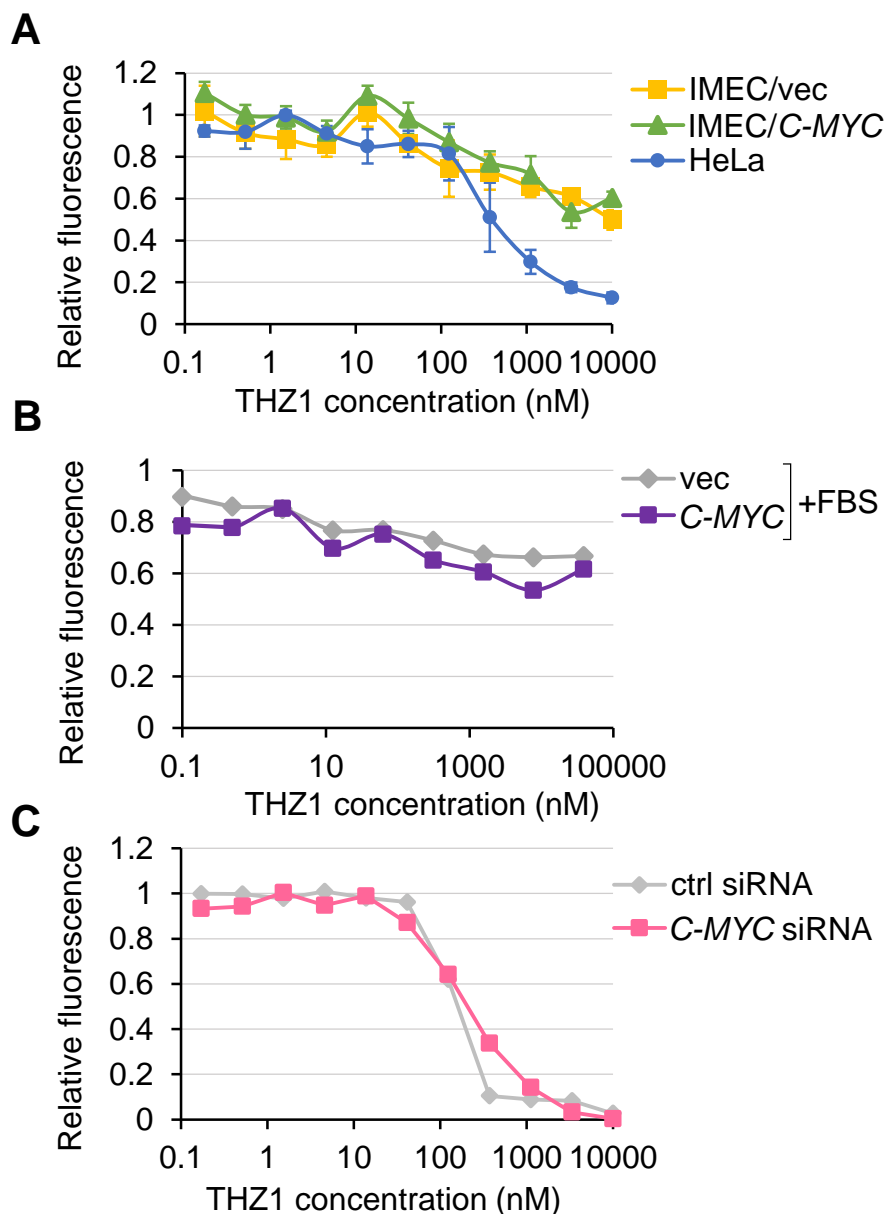 A
Relative fluorescence
1.2
1
0.8
0.6
0.4
0.2
0
0.1 1 10 100 1000 10000
THZ1 concentration (nM)
IMEC/vec
IMEC/C-MYC
HeLa
B
Relative fluorescence
1
0.8
0.6
0.4
0.2
0
0.1 10 1000 100000
THZ1 concentration (nM)
vec
C-MYC
+FBS
C
Relative fluorescence
1.2
1
0.8
0.6
0.4
0.2
0
0.1 1 10 100 1000 10000
THZ1 concentration (nM)
ctrl siRNA
C-MYC siRNA